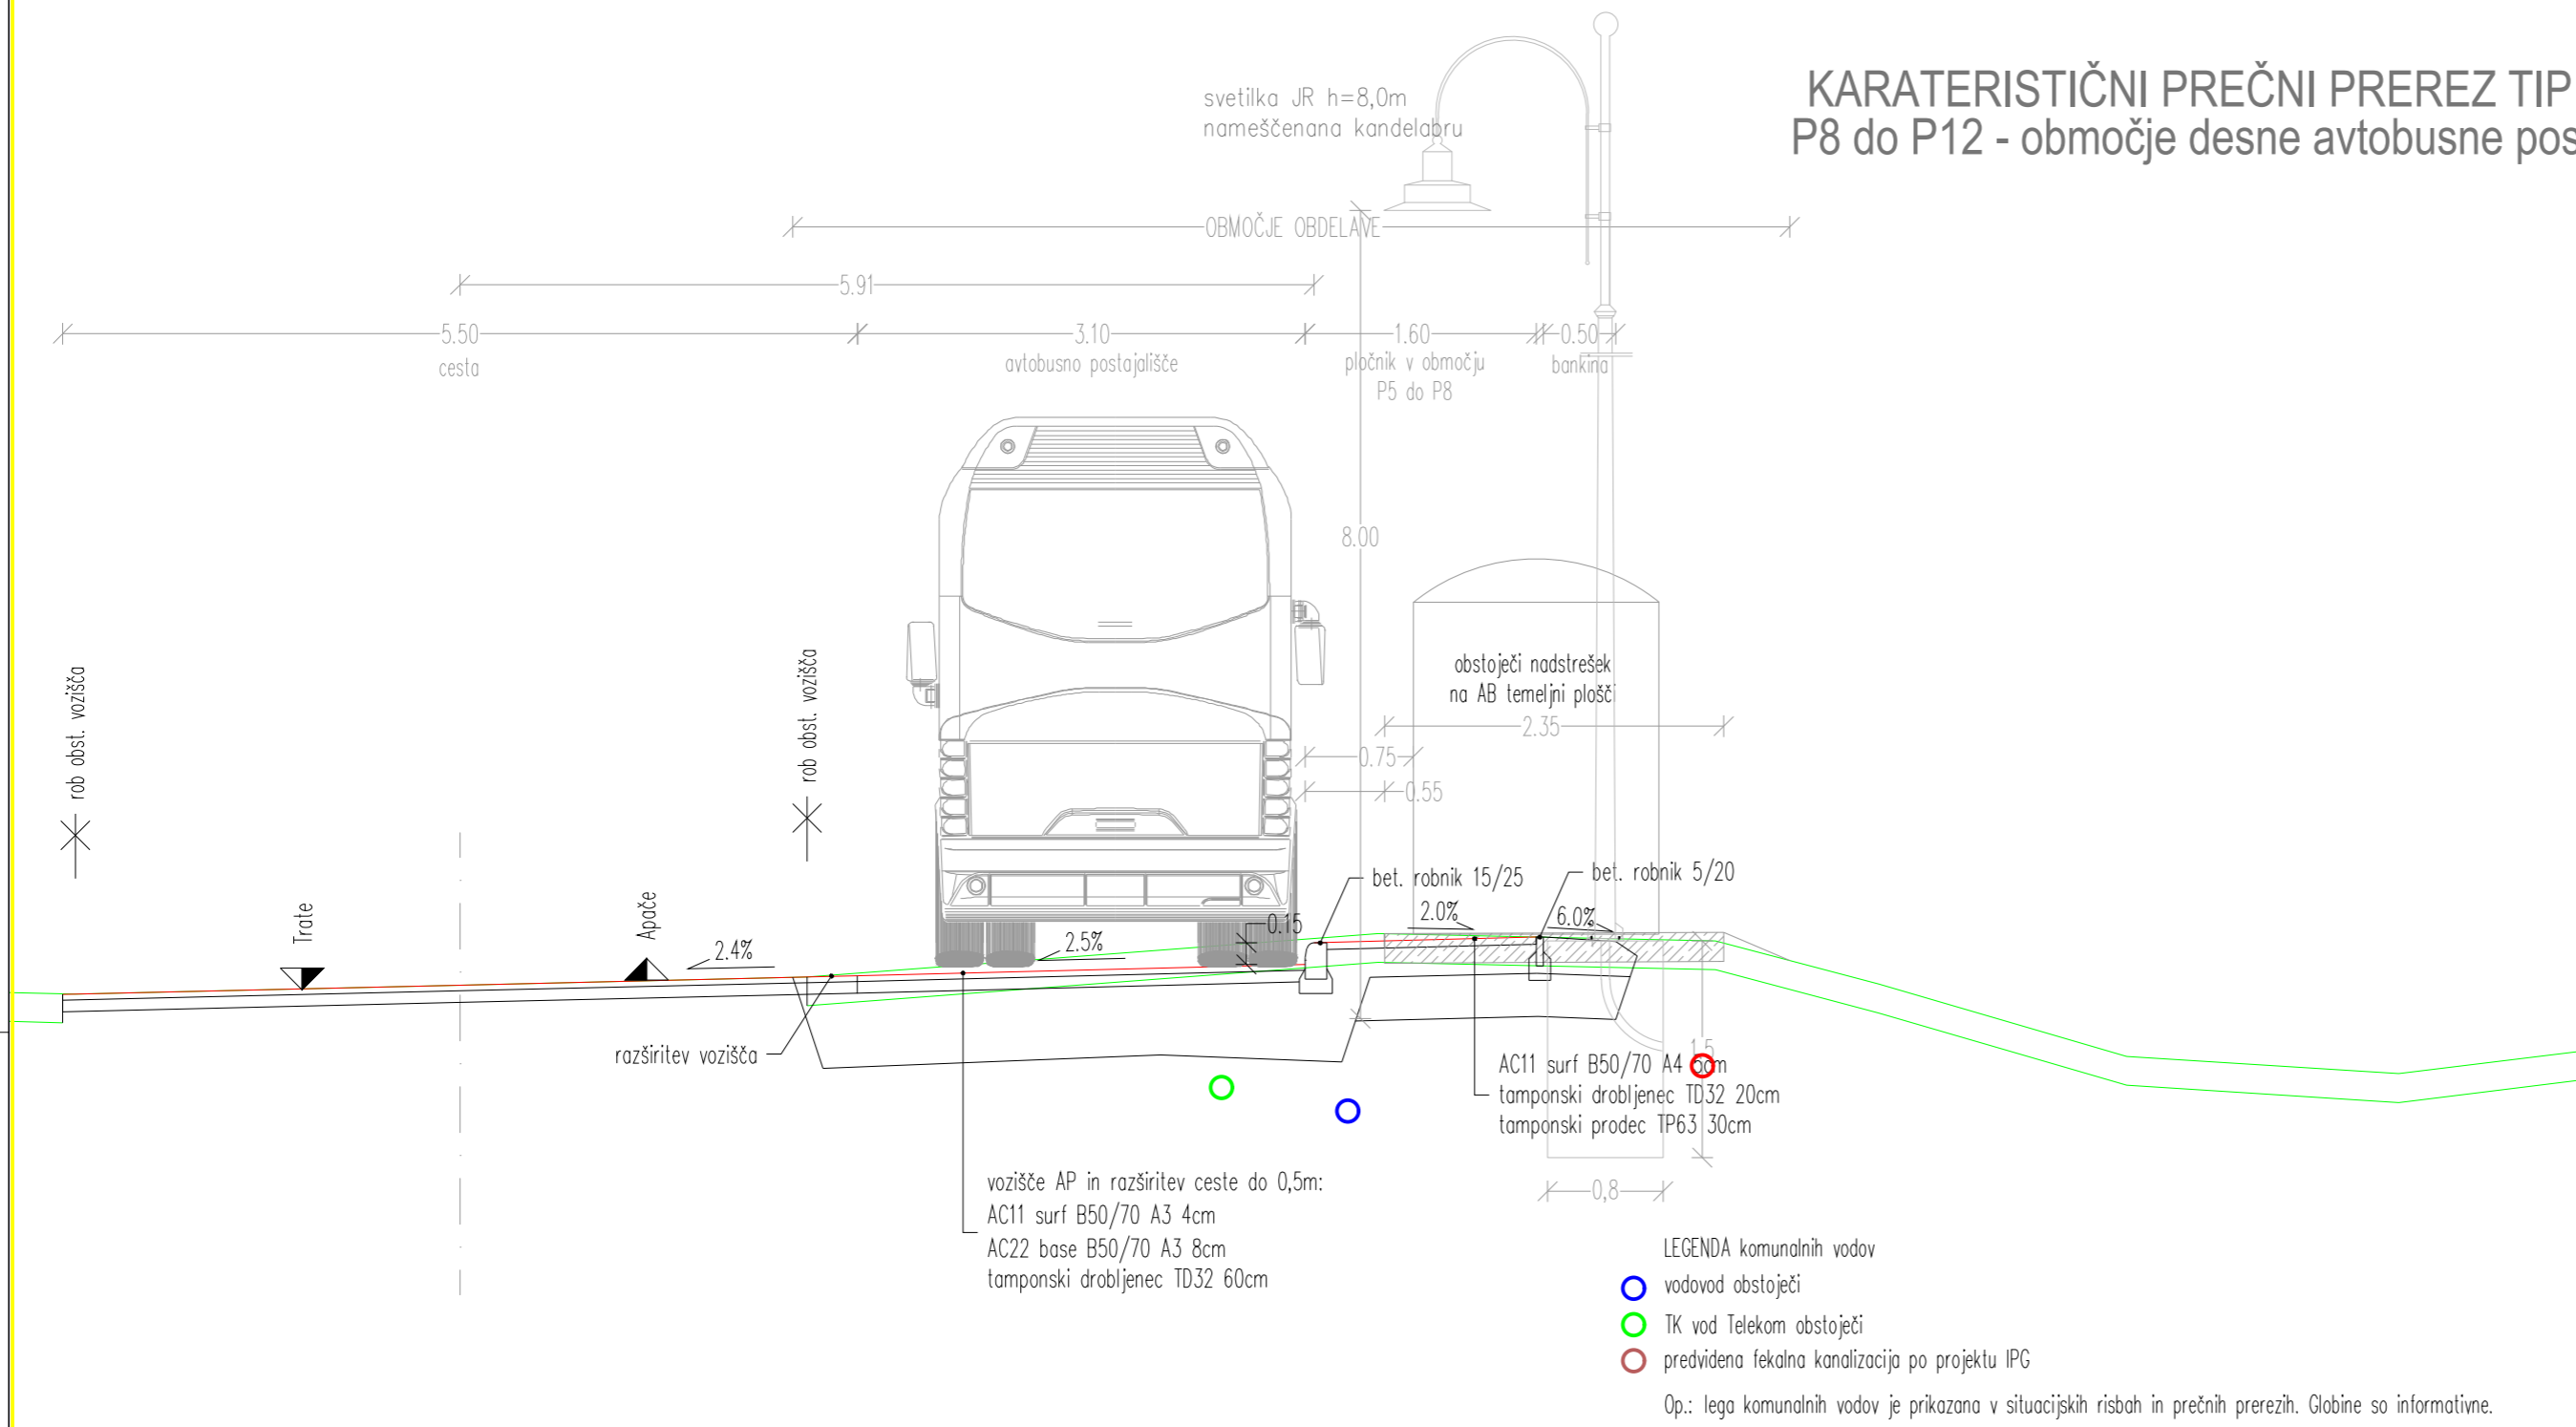 KARATERISTIČNI PREČNI PREREZ TIP
P8 do P12 - območje desne avtobusne pos
svetilka JR h=8,0m
nameščenana kandelabru
OBMOČJE OBDELAVE
5.91
5.50
cesta
3.10
avtobusno postajališče
1.60
pločnik v območju
P5 do P8
0.50
bankina
8.00
obstoječi nadstrešek
na AB temeljni plošči
2.35
0.75
0.55
rob obst. vozišča
rob obst. vozišča
Trate
Apače
2.4%
2.5%
0.15
bet. robnik 15/25
2.0%
bet. robnik 5/20
6.0%
razširitev vozišča
1.5
AC11 surf B50/70 A4
tamponski drobljenec TD32 20cm
tamponski prodec TP63 30cm
0,8
vozišče AP in razširitev ceste do 0,5m:
AC11 surf B50/70 A3 4cm
AC22 base B50/70 A3 8cm
tamponski drobljenec TD32 60cm
LEGENDA komunalnih vodov
vodovod obstoječi
TK vod Telekom obstoječi
predvidena fekalna kanalizacija po projektu IPG
Op.: lega komunalnih vodov je prikazana v situacijskih risbah in prečnih prerezih. Globine so informativne.